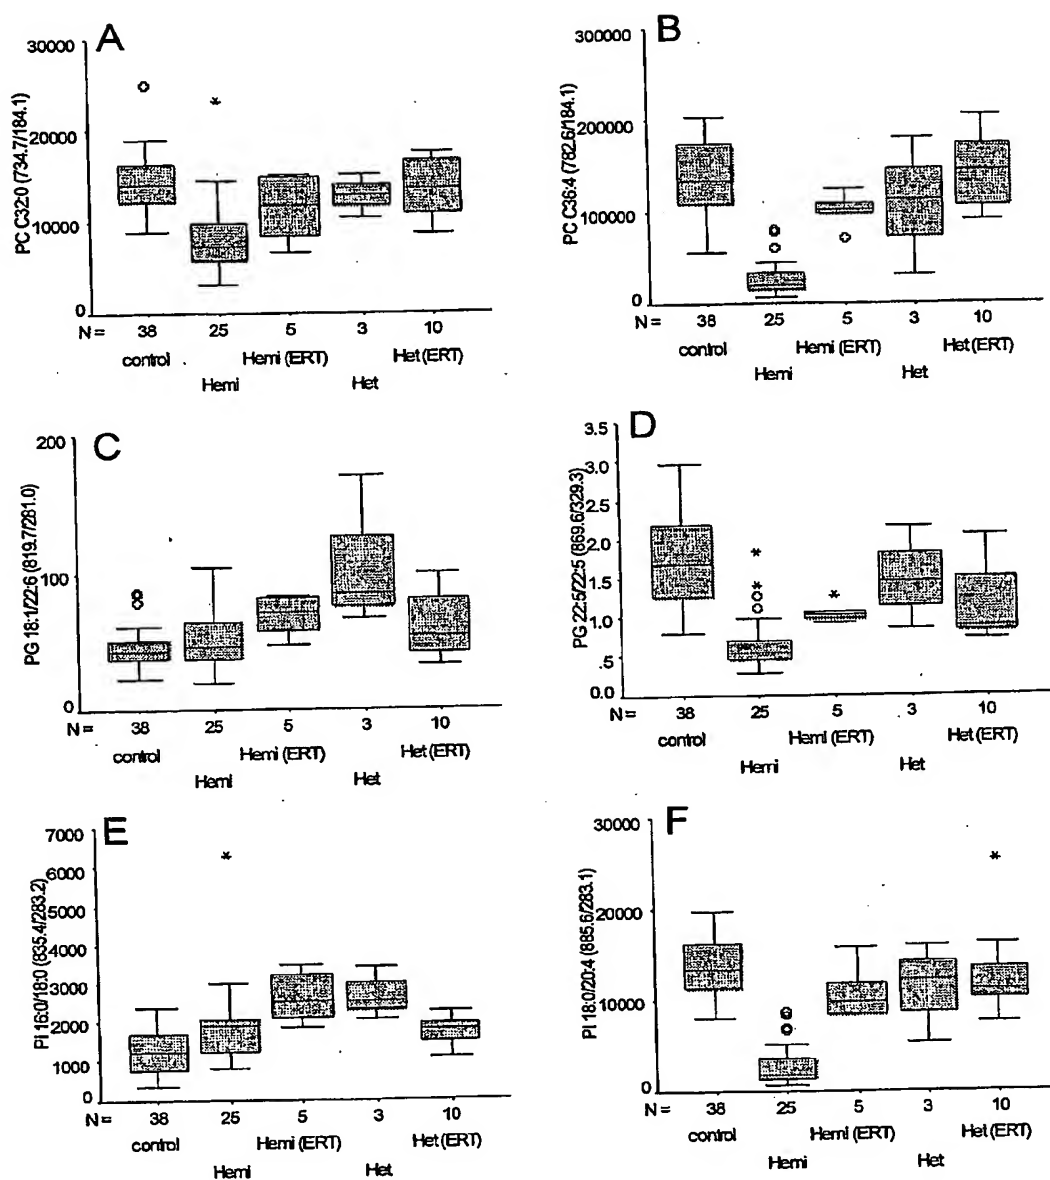 A
PC C32:0 (734.7/184.1)
30000
20000
10000
0
N = 38 25 5 3 10
control Hemi (ERT) Het (ERT)
Hemi Het
B
PC C36:4 (782.6/184.1)
300000
200000
100000
0
N = 38 25 5 3 10
control Hemi (ERT) Het (ERT)
Hemi Het
C
PG 18:1/22:6 (819.7/281.0)
200
100
0
N = 38 25 5 3 10
control Hemi (ERT) Het (ERT)
Hemi Het
D
PG 22:5/22:5 (869.6/329.3)
3.5
3.0
2.5
2.0
1.5
1.0
.5
0.0
N = 38 25 5 3 10
control Hemi (ERT) Het (ERT)
Hemi Het
E
PI 16:0/18:0 (835.4/283.2)
7000
6000
5000
4000
3000
2000
1000
0
N = 38 25 5 3 10
control Hemi (ERT) Het (ERT)
Hemi Het
F
PI 18:0/20:4 (885.6/283.1)
30000
20000
10000
0
N = 38 25 5 3 10
control Hemi (ERT) Het (ERT)
Hemi Het